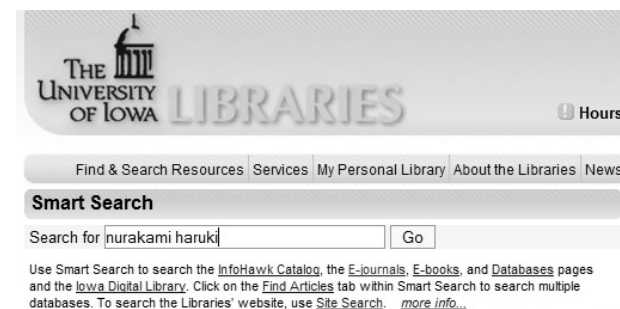 THE
UNIVERSITY
OF IOWA
LIBRARIES
Hours
Find & Search Resources Services My Personal Library About the Libraries News
Smart Search
Search for nurakami haruki Go
Use Smart Search to search the InfoHawk Catalog, the E-journals, E-books, and Databases pages
and the Iowa Digital Library. Click on the Find Articles tab within Smart Search to search multiple
databases. To search the Libraries' website, use Site Search. more info...